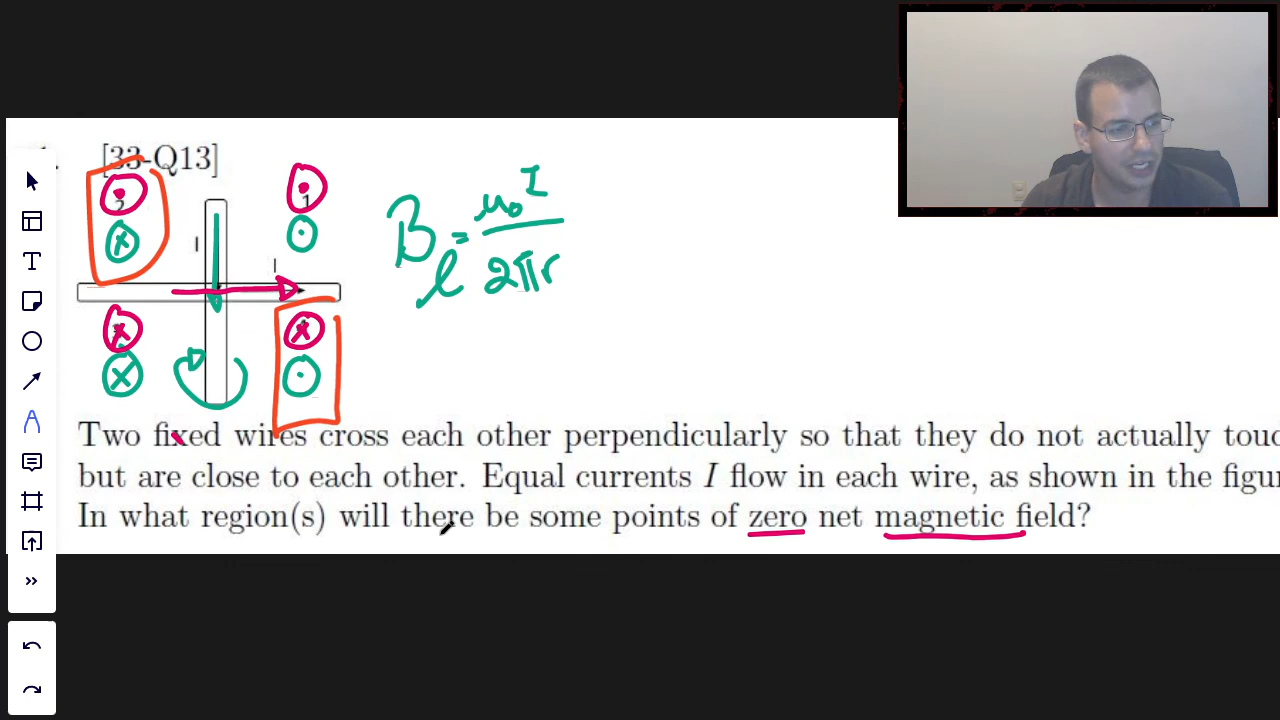 [33-Q13]
2
1
I
I
B = μ₀I
ℓ 2πr
Two fixed wires cross each other perpendicularly so that they do not actually touc
but are close to each other. Equal currents I flow in each wire, as shown in the figur
In what region(s) will there be some points of zero net magnetic field?